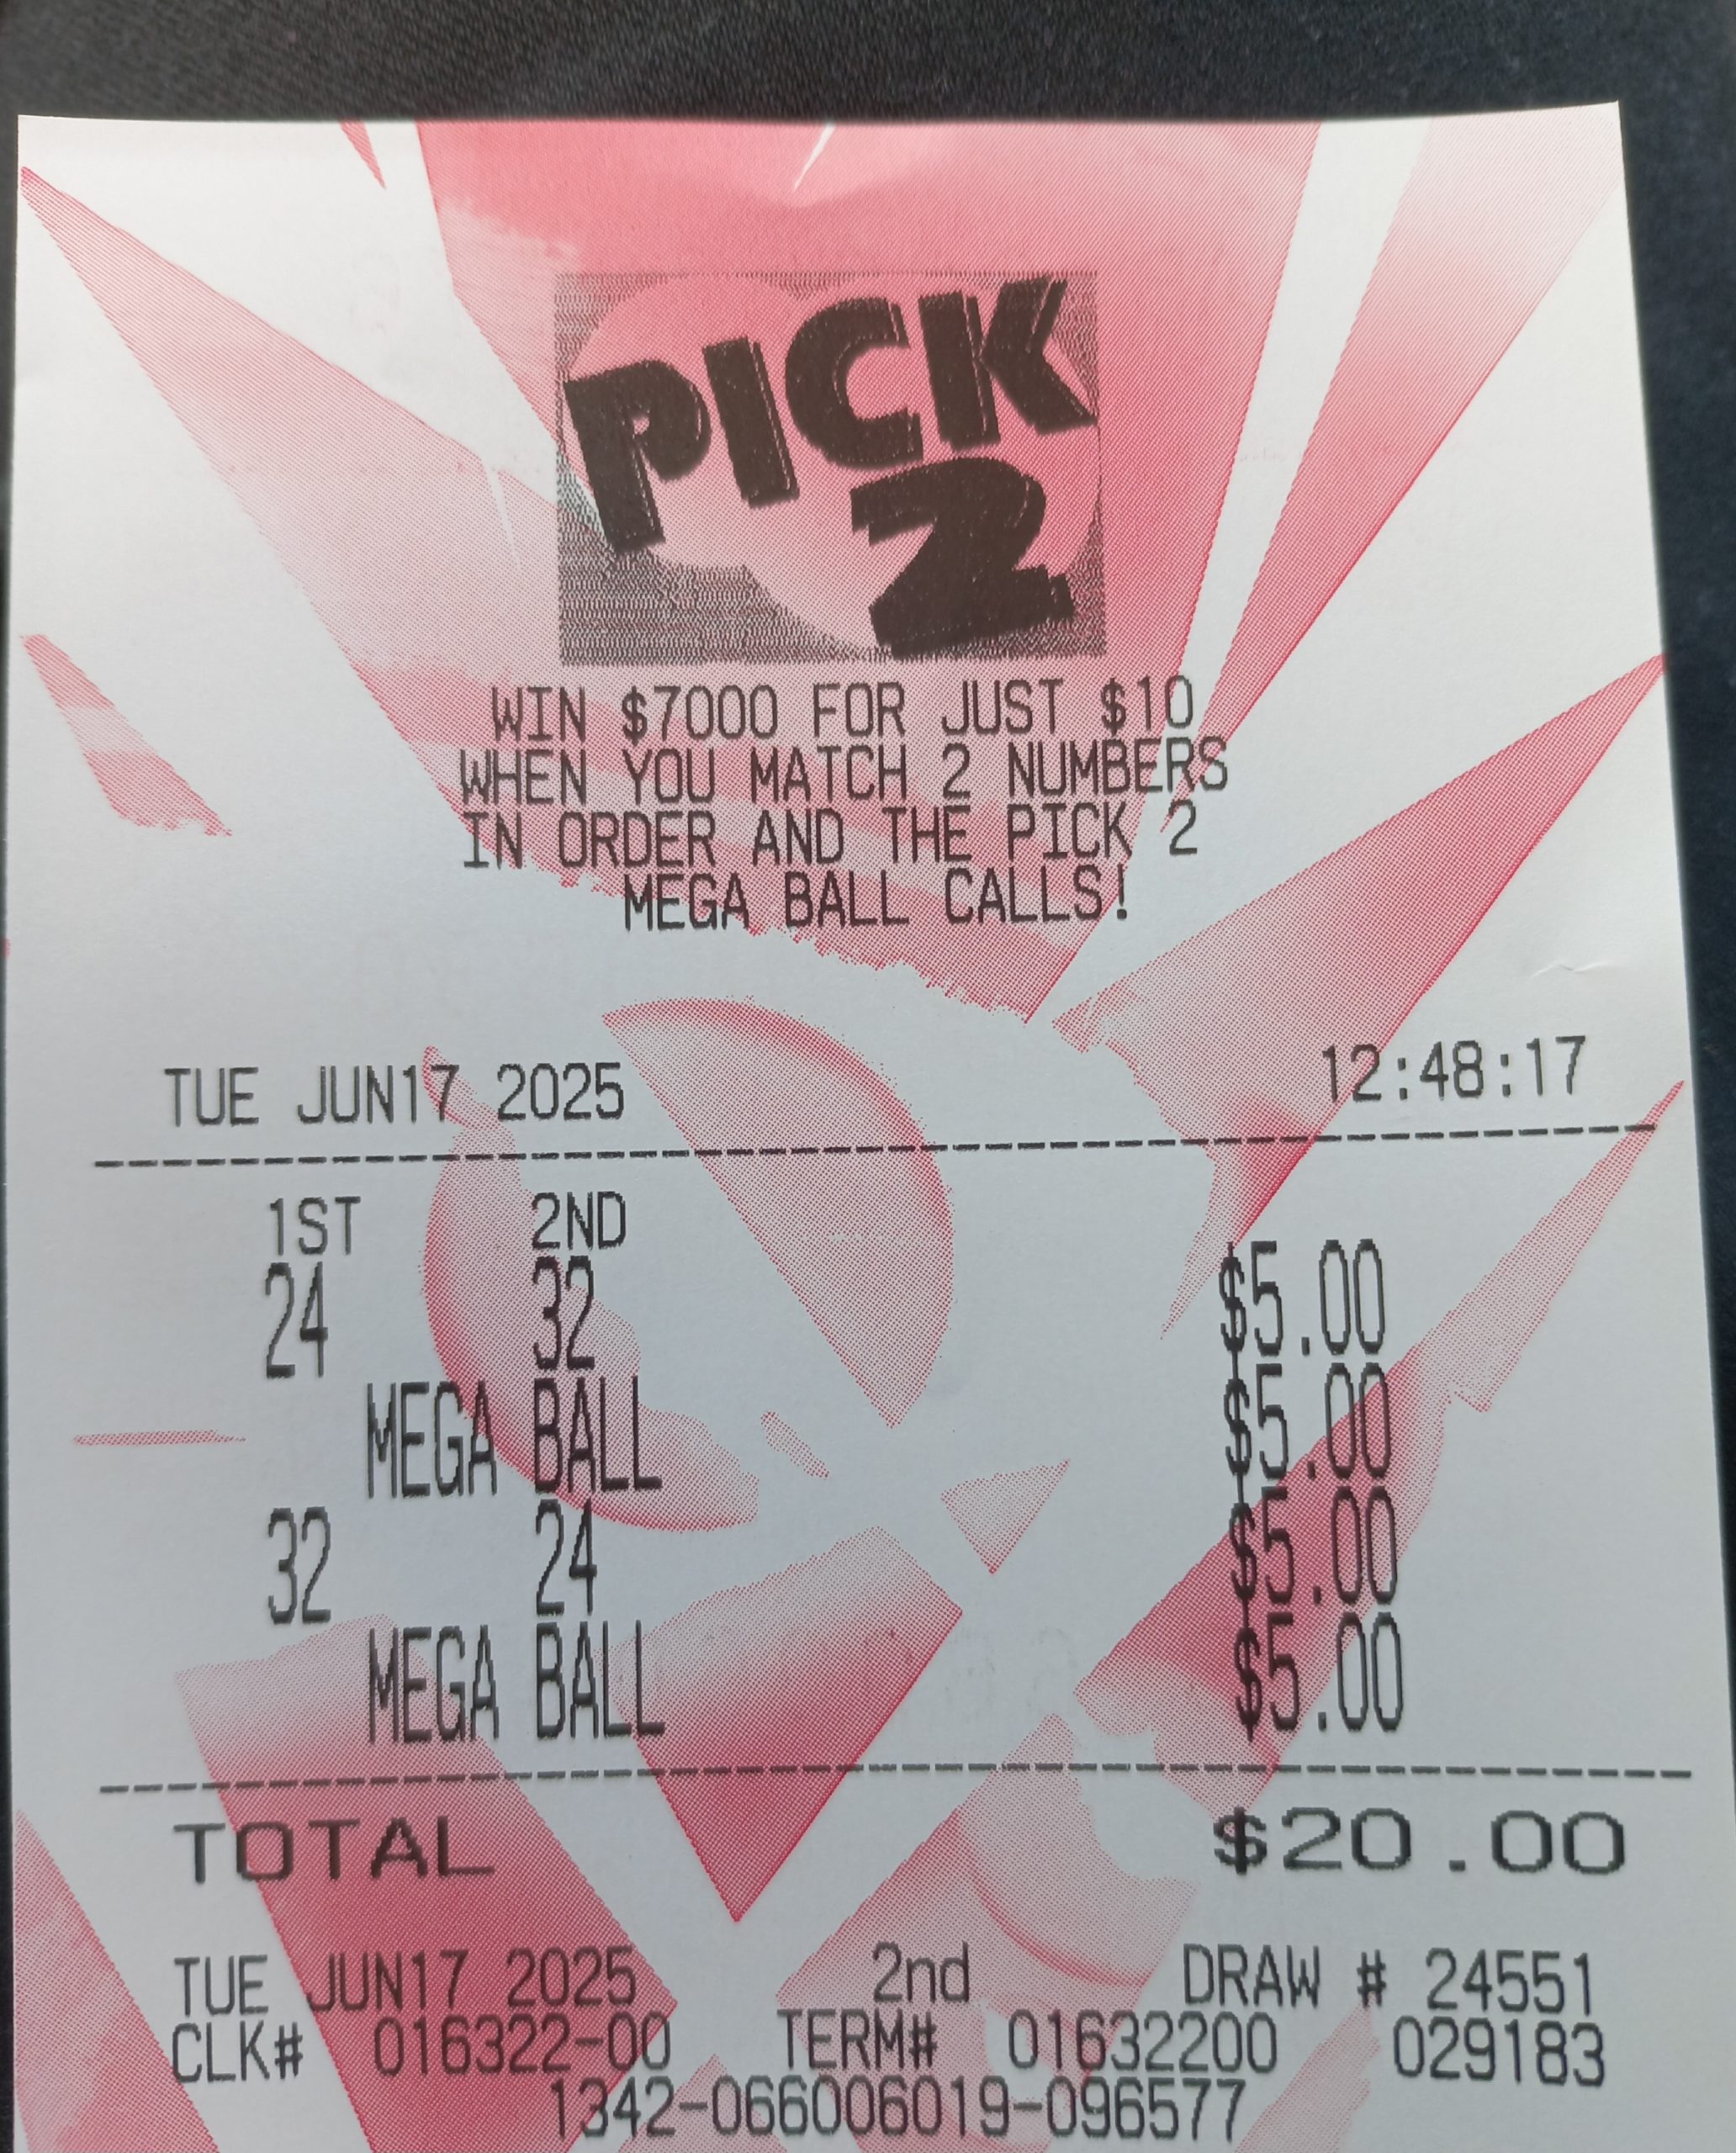 PICK
2
WIN $7000 FOR JUST $10
WHEN YOU MATCH 2 NUMBERS
IN ORDER AND THE PICK 2
MEGA BALL CALLS!
TUE JUN17 2025 12:48:17
1ST 2ND
24 32 $5.00
MEGA BALL $5.00
32 24 $5.00
MEGA BALL $5.00
TOTAL $20.00
TUE JUN17 2025 2nd DRAW # 24551
CLK# 016322-00 TERM# 01632200 029183
1342-066006019-096577